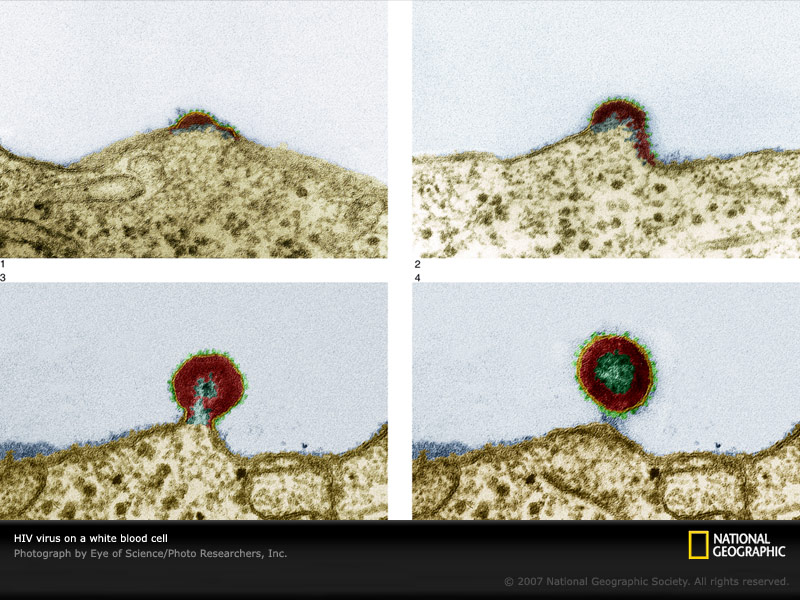 1
2
3
4
HIV virus on a white blood cell
Photograph by Eye of Science/Photo Researchers, Inc.
NATIONAL
GEOGRAPHIC
© 2007 National Geographic Society. All rights reserved.